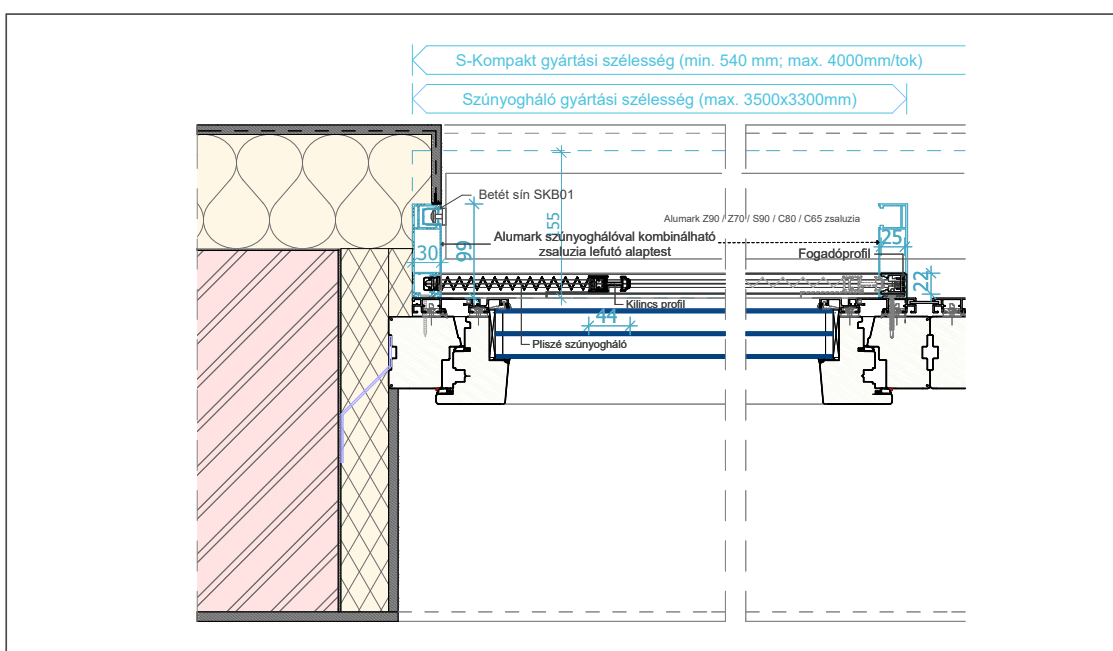 S-Kompakt gyártási szélesség (min. 540 mm; max. 4000mm/tok)
Szúnyogháló gyártási szélesség (max. 3500x3300mm)
Betét sín SKB01
155
Alumark Z90 / Z70 / S90 / C80 / C65 zsaluzia
Alumark szúnyoghálóval kombinálható
zsaluzia lefutó alaptest
30
99
25
Fogadóprofil
22
Kilincs profil
44
Pliszé szúnyogháló